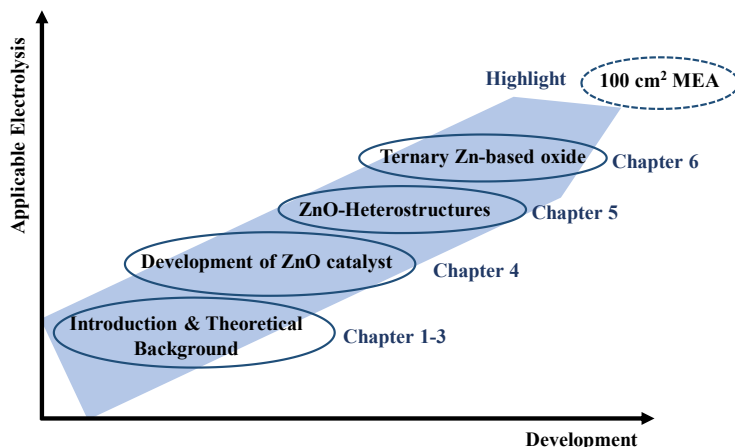 Applicable Electrolysis
Highlight
100 cm² MEA
Ternary Zn-based oxide
Chapter 6
ZnO-Heterostructures
Chapter 5
Development of ZnO catalyst
Chapter 4
Introduction & Theoretical
Background
Chapter 1-3
Development